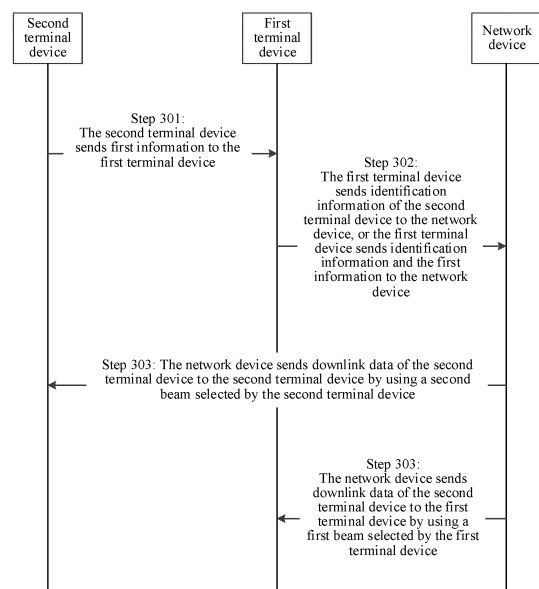 Second
terminal
device
First
terminal
device
Network
device
Step 301:
The second terminal device
sends first information to the
first terminal device
Step 302:
The first terminal device
sends identification
information of the second
terminal device to the network
device, or the first terminal
device sends identification
information and the first
information to the network
device
Step 303: The network device sends downlink data of the second
terminal device to the second terminal device by using a second
beam selected by the second terminal device
Step 303:
The network device sends
downlink data of the second
terminal device to the first
terminal device by using a
first beam selected by the first
terminal device